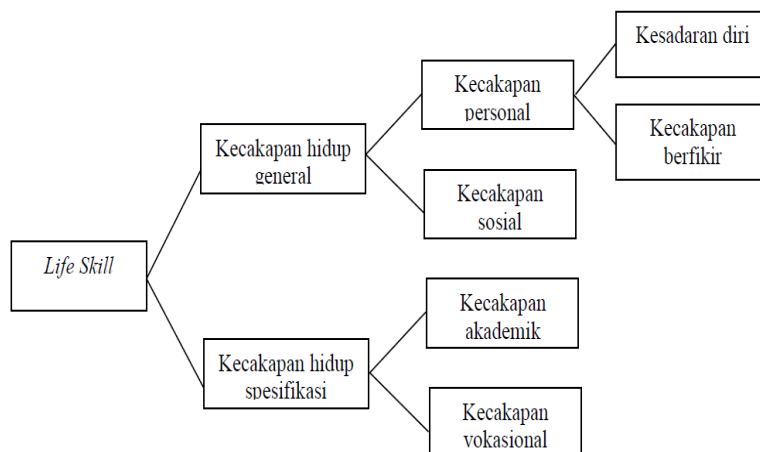 Kesadaran diri
Kecakapan
personal
Kecakapan
berfikir
Kecakapan hidup
general
Kecakapan
sosial
Life Skill
Kecakapan
akademik
Kecakapan hidup
spesifikasi
Kecakapan
vokasional